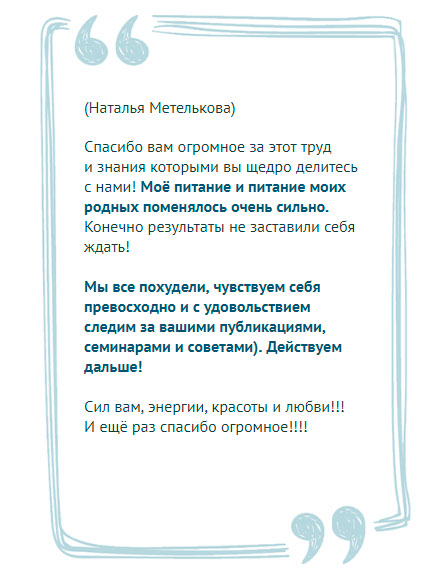 (Наталья Метелькова)
Спасибо вам огромное за этот труд
и знания которыми вы щедро делитесь
с нами! Моё питание и питание моих
родных поменялось очень сильно.
Конечно результаты не заставили себя
ждать!
Мы все похудели, чувствуем себя
превосходно и с удовольствием
следим за вашими публикациями,
семинарами и советами). Действуем
дальше!
Сил вам, энергии, красоты и любви!!!
И ещё раз спасибо огромное!!!!